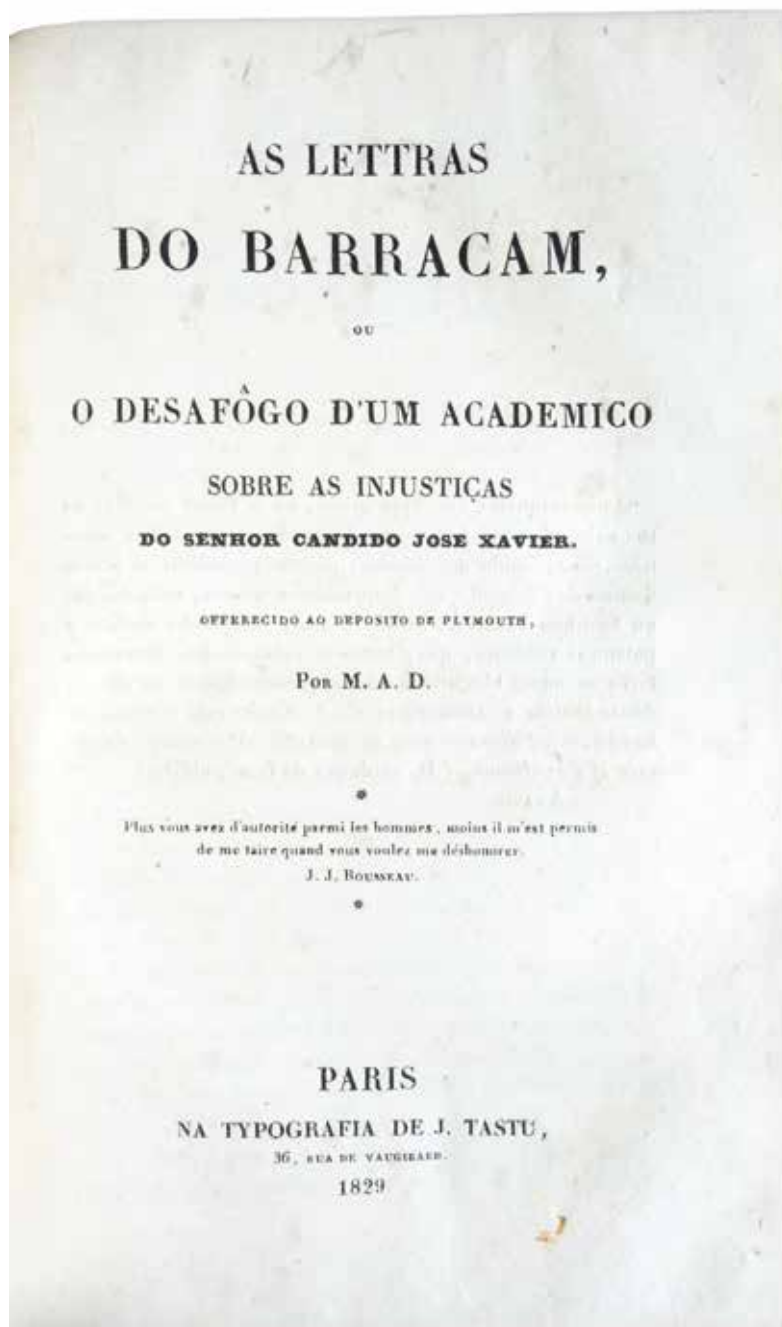 AS LETTRAS
DO BARRACAM,
OU
O DESAFÔGO D'UM ACADEMICO
SOBRE AS INJUSTIÇAS
DO SENHOR CANDIDO JOSE XAVIER.
OFFERECIDO AO DEPOSITO DE PLYMOUTH,
POR M. A. D.
Plus vous avez d'autorité parmi les hommes, moins il m'est permis
de me taire quand vous voulez me déshonorer.
J. J. ROUSSEAU.
PARIS
NA TYPOGRAFIA DE J. TASTU,
36, RUA DE VAUGIRARD.
1829